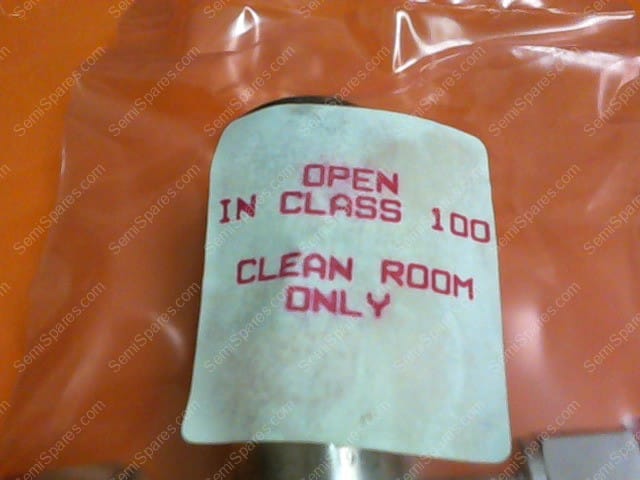 OPEN
IN CLASS 100
CLEAN ROOM
ONLY
SemiSpares.com